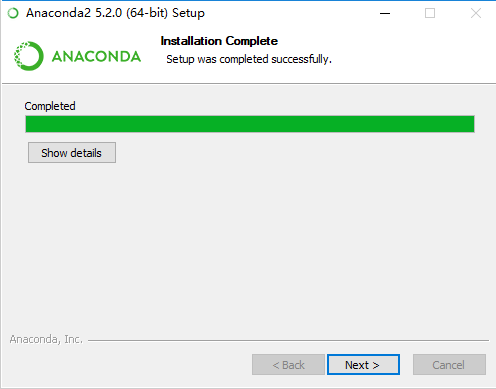 Anaconda2 5.2.0 (64-bit) Setup
Installation Complete
Setup was completed successfully.
ANACONDA
Completed
Show details
Anaconda, Inc.
< Back
Next >
Cancel